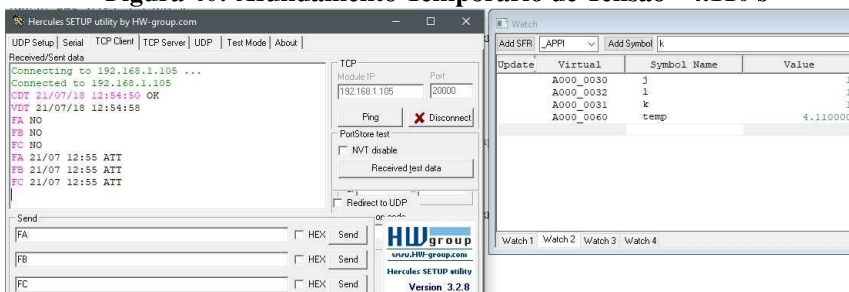 Figura 4.7: Afundamento Temporário de Tensão - 4.110 s
Hercules SETUP utility by HW-group.com
UDP Setup Serial TCP Client TCP Server UDP Test Mode About
Received/Sent data
Connecting to 192.168.1.105 ...
Connected to 192.168.1.105
CDT 21/07/18 12:54:50 OK
VDT 21/07/18 12:54:58
FA NO
FB NO
FC NO
FA 21/07 12:55 ATT
FB 21/07 12:55 ATT
FC 21/07 12:55 ATT
TCP
Module IP Port
192.168.1.105 20000
Ping Disconnect
PortStore test
NVT disable
Received test data
Redirect to UDP
Send
FA HEX Send
FB HEX Send
FC HEX Send
HWgroup
www.HW-group.com
Hercules SETUP utility
Version 3.2.8
Watch
Add SFR _APPI Add Symbol k
Update Virtual Symbol Name Value
A000_0030 j 1
A000_0032 l 1
A000_0031 k 1
A000_0060 temp 4.110000
Watch 1 Watch 2 Watch 3 Watch 4